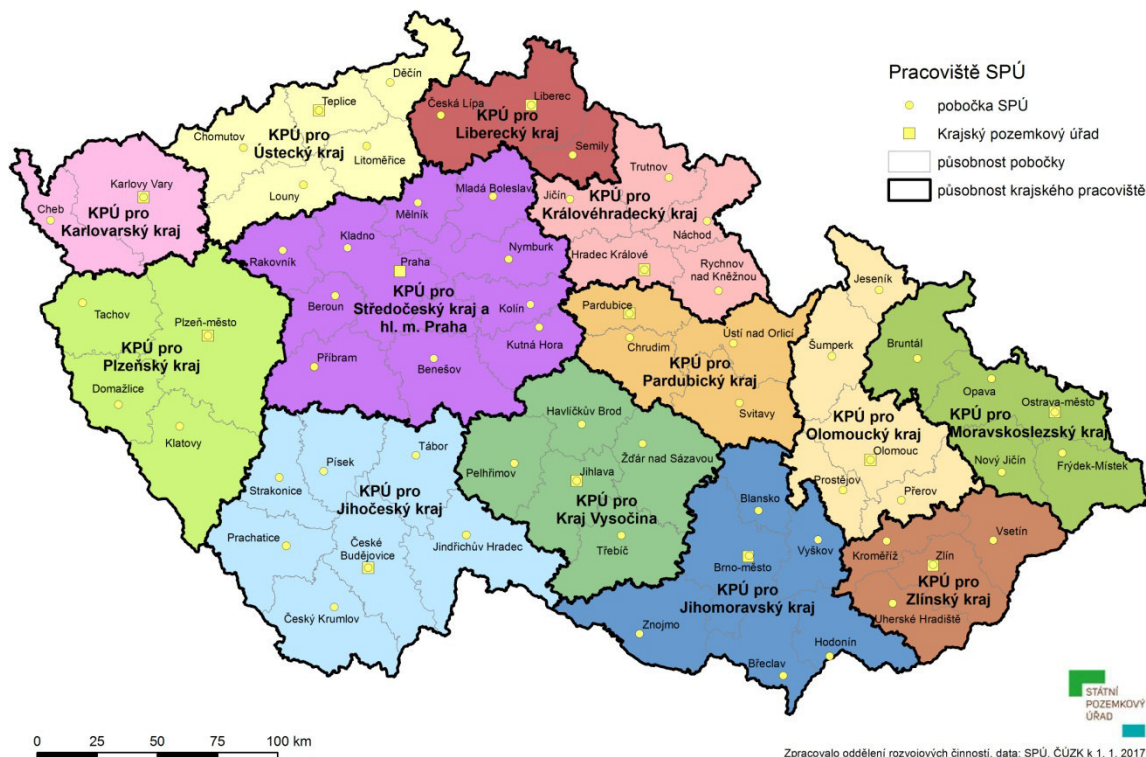 Pracoviště SPÚ
pobočka SPÚ
Krajský pozemkový úřad
působnost pobočky
působnost krajského pracoviště
Děčín
Teplice
Chomutov
KPÚ pro
Ústecký kraj
Litoměřice
Louny
Liberec
Česká Lípa
KPÚ pro
Liberecký kraj
Semily
Karlovy Vary
Cheb
KPÚ pro
Karlovarský kraj
Trutnov
Jičín
KPÚ pro
Královéhradecký kraj
Náchod
Hradec Králové
Rychnov
nad Kněžnou
Mladá Boleslav
Mělník
Kladno
Nymburk
Rakovník
Praha
KPÚ pro
Středočeský kraj a
hl. m. Praha
Beroun
Kolín
Kutná Hora
Příbram
Benešov
Tachov
Plzeň-město
KPÚ pro
Plzeňský kraj
Domažlice
Klatovy
Pardubice
Chrudim
Ústí nad Orlicí
KPÚ pro
Pardubický kraj
Svitavy
Jeseník
Šumperk
KPÚ pro
Olomoucký kraj
Olomouc
Prostějov
Přerov
Bruntál
Opava
Ostrava-město
KPÚ pro
Moravskoslezský kraj
Nový Jičín
Frýdek-Místek
Havlíčkův Brod
Žďár nad Sázavou
Pelhřimov
Jihlava
KPÚ pro
Kraj Vysočina
Třebíč
Tábor
Písek
Strakonice
KPÚ pro
Jihočeský kraj
Prachatice
České
Budějovice
Jindřichův Hradec
Český Krumlov
Blansko
Vyškov
Brno-město
KPÚ pro
Jihomoravský kraj
Znojmo
Hodonín
Břeclav
Vsetín
Kroměříž
Zlín
KPÚ pro
Zlínský kraj
Uherské Hradiště
STÁTNÍ
POZEMKOVÝ
ÚŘAD
0 25 50 75 100 km
Zpracovalo oddělení rozvojových činností, data: SPÚ, ČÚZK k 1. 1. 2017